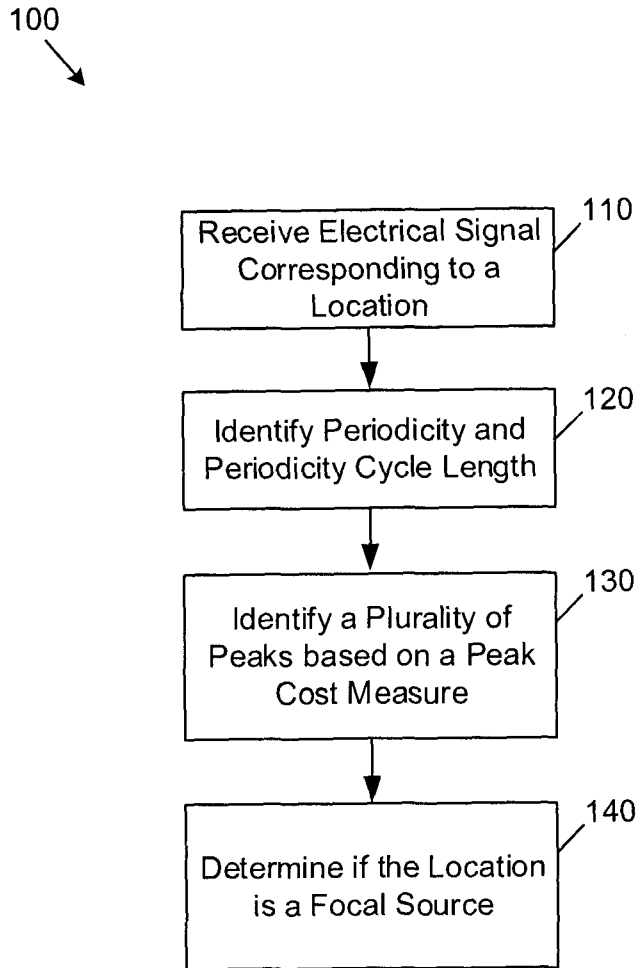 100
110
Receive Electrical Signal
Corresponding to a
Location
120
Identify Periodicity and
Periodicity Cycle Length
130
Identify a Plurality of
Peaks based on a Peak
Cost Measure
140
Determine if the Location
is a Focal Source